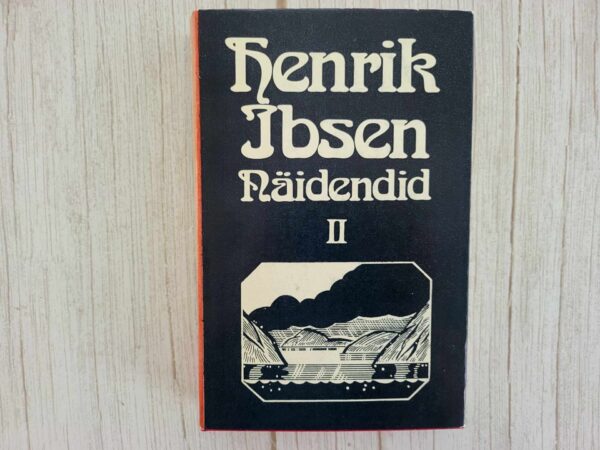 Henrik
Ibsen
Näidendid
II